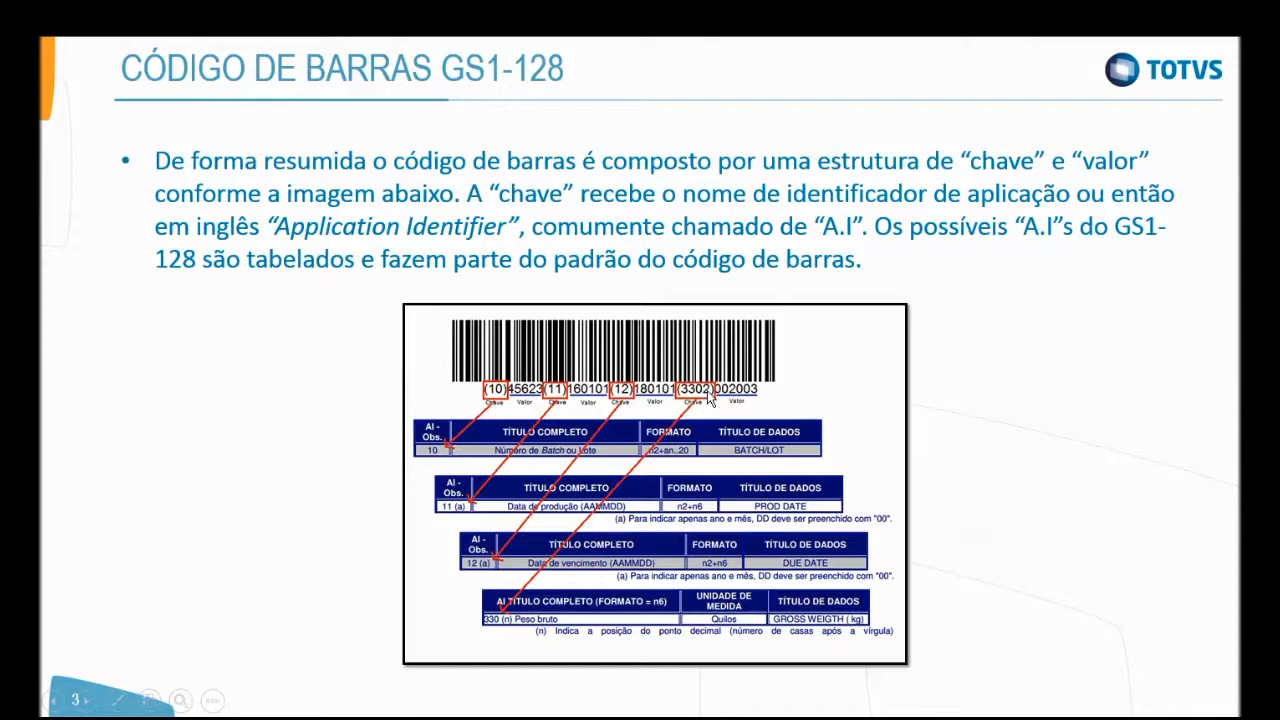 CÓDIGO DE BARRAS GS1-128
TOTVS
• De forma resumida o código de barras é composto por uma estrutura de “chave” e “valor”
conforme a imagem abaixo. A “chave” recebe o nome de identificador de aplicação ou então
em inglês “Application Identifier”, comumente chamado de “A.I”. Os possíveis “A.I”s do GS1-
128 são tabelados e fazem parte do padrão do código de barras.
(10)45623(11)160101(12)180101(3302)002003
Chave Valor Chave Valor Chave Valor Chave Valor
AI - Obs. TÍTULO COMPLETO FORMATO TÍTULO DE DADOS
10 Número de Batch ou Lote n2+an..20 BATCH/LOT
AI - Obs. TÍTULO COMPLETO FORMATO TÍTULO DE DADOS
11 (a) Data de produção (AAMMDD) n2+n6 PROD DATE
(a) Para indicar apenas ano e mês, DD deve ser preenchido com "00".
AI - Obs. TÍTULO COMPLETO FORMATO TÍTULO DE DADOS
12 (a) Data de vencimento (AAMMDD) n2+n6 DUE DATE
(a) Para indicar apenas ano e mês, DD deve ser preenchido com "00".
AI TÍTULO COMPLETO (FORMATO = n6) UNIDADE DE MEDIDA TÍTULO DE DADOS
330 (n) Peso bruto Quilos GROSS WEIGTH ( kg)
(n) Indica a posição do ponto decimal (número de casas após a vírgula)
3